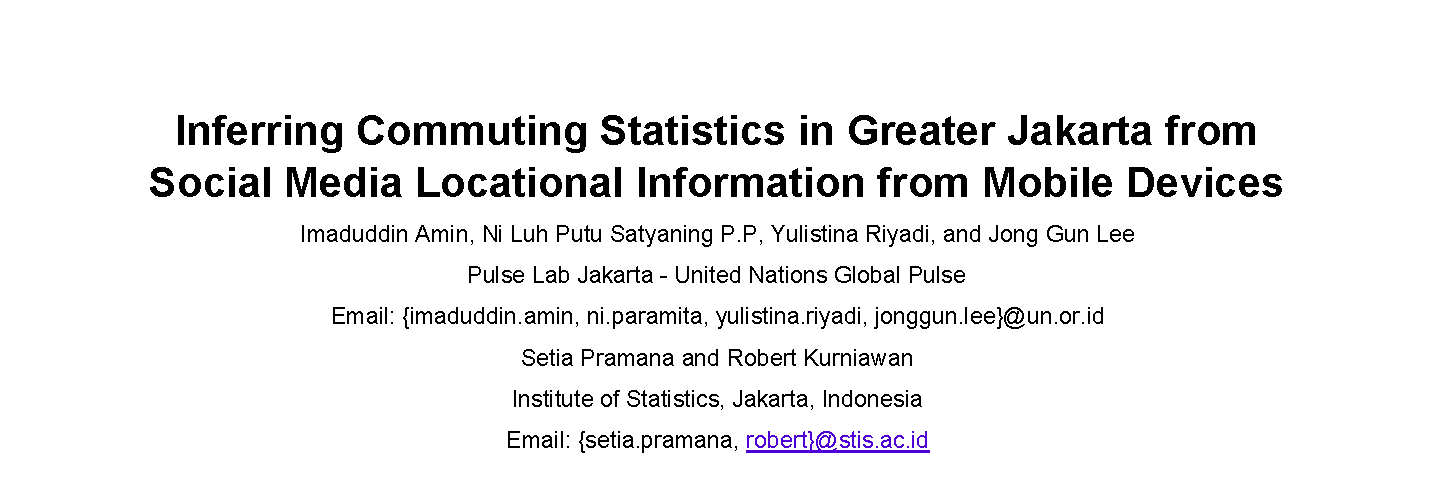 Inferring Commuting Statistics in Greater Jakarta from
Social Media Locational Information from Mobile Devices
Imaduddin Amin, Ni Luh Putu Satyaning P.P, Yulistina Riyadi, and Jong Gun Lee
Pulse Lab Jakarta - United Nations Global Pulse
Email: {imaduddin.amin, ni.paramita, yulistina.riyadi, jonggun.lee}@un.or.id
Setia Pramana and Robert Kurniawan
Institute of Statistics, Jakarta, Indonesia
Email: {setia.pramana, robert}@stis.ac.id